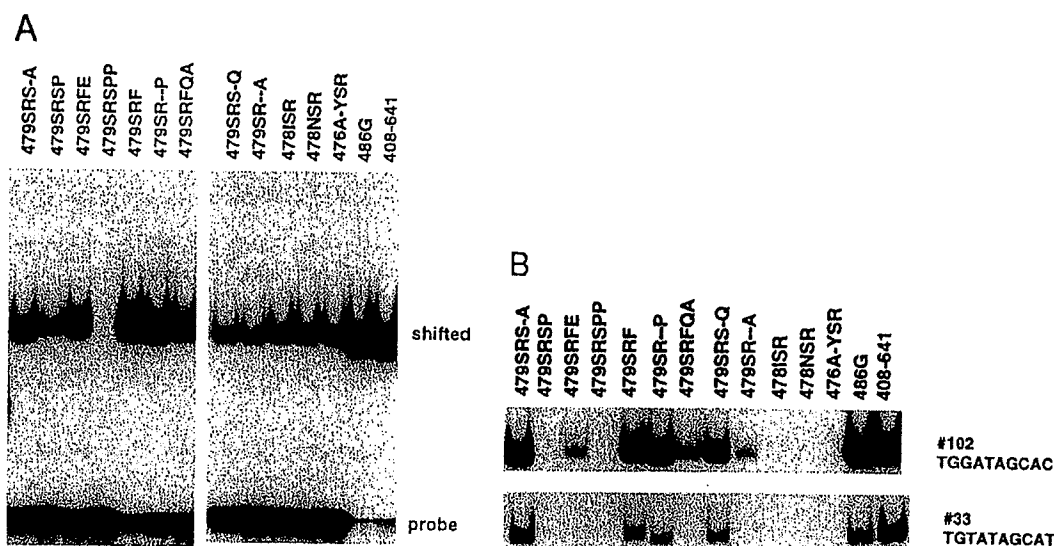 A
479SRS-A
479SRSP
479SRFE
479SRSPP
479SRF
479SR--P
479SRFQA
479SRS-Q
479SR--A
478ISR
478NSR
476A-YSR
486G
408-641
shifted
probe
B
479SRS-A
479SRSP
479SRFE
479SRSPP
479SRF
479SR--P
479SRFQA
479SRS-Q
479SR--A
478ISR
478NSR
476A-YSR
486G
408-641
#102
TGGATAGCAC
#33
TGTATAGCAT